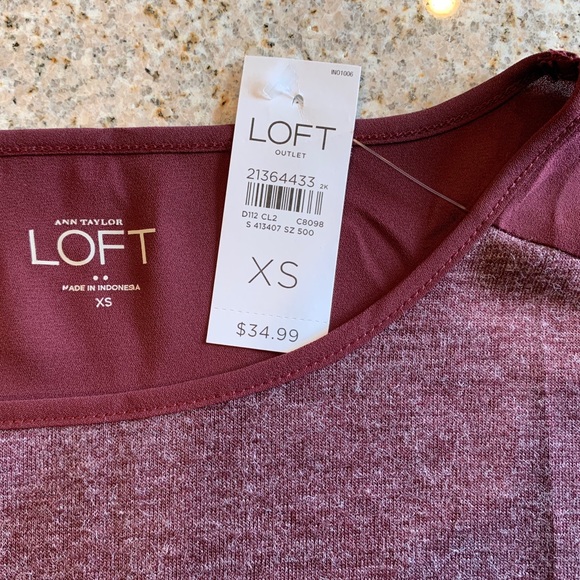 IN01006
LOFT
OUTLET
21364433 2K
D112 CL2 C8098
S 413407 SZ 500
XS
$34.99
ANN TAYLOR
LOFT
MADE IN INDONESIA
XS